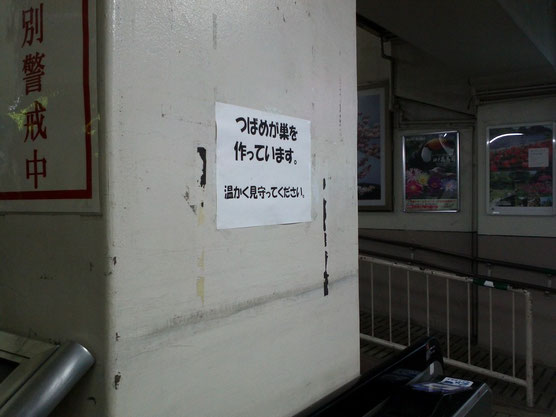 別警戒中
つばめが巣を
作っています。
温かく見守ってください。